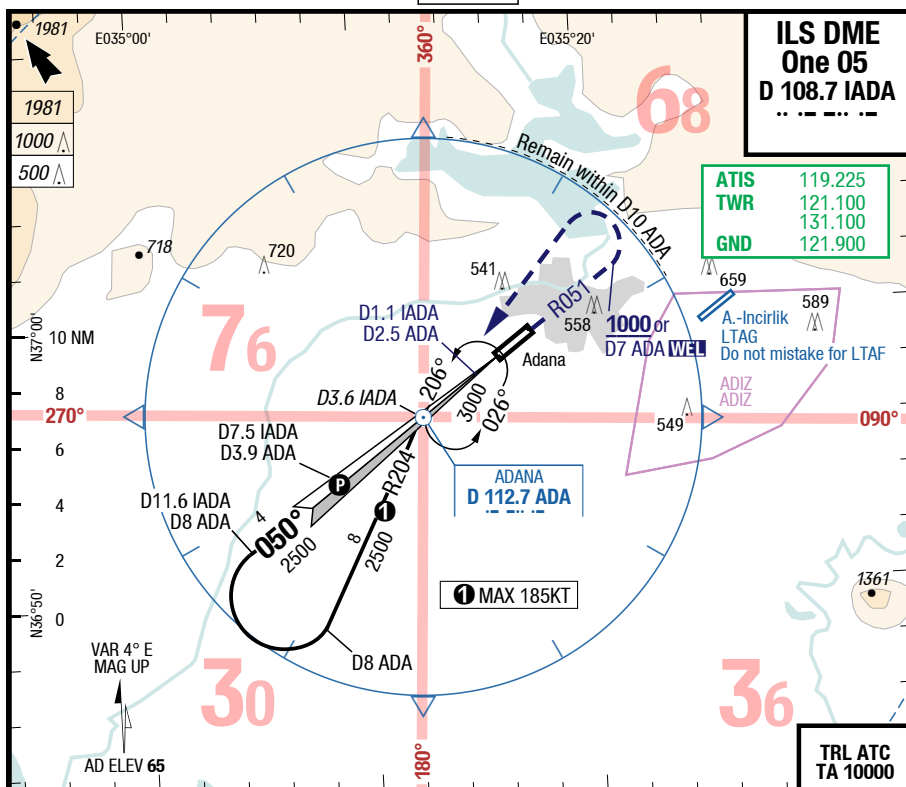 1981
E035°00'
360°
E035°20'
ILS DME
One 05
D 108.7 IADA
1981
1000
500
68
Remain within D10 ADA
ATIS 119.225
TWR 121.100
131.100
GND 121.900
718
720
541
659
76
D1.1 IADA
D2.5 ADA
R051
558
1000 or
D7 ADA WEL
589
A.-Incirlik
LTAG
Do not mistake for LTAF
N37°00'
10 NM
Adana
206°
D3.6 IADA
3000
026°
ADIZ
ADIZ
8
270°
090°
549
6
D7.5 IADA
D3.9 ADA
P
R204
ADANA
D 112.7 ADA
4
D11.6 IADA
D8 ADA
4
050°
2500
1
8
2500
2
1 MAX 185KT
1361
N36°50'
0
VAR 4° E
MAG UP
D8 ADA
30
36
180°
AD ELEV 65
TRL ATC
TA 10000